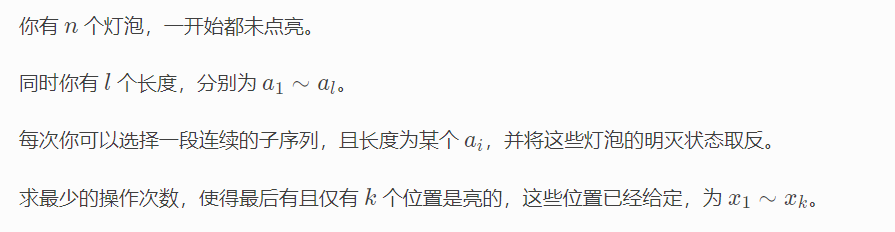 你有 n 个灯泡，一开始都未点亮。
同时你有 l 个长度，分别为 a₁ ∼ aₗ。
每次你可以选择一段连续的子序列，且长度为某个 aᵢ，并将这些灯泡的明灭状态取反。
求最少的操作次数，使得最后有且仅有 k 个位置是亮的，这些位置已经给定，为 x₁ ∼ xₖ。